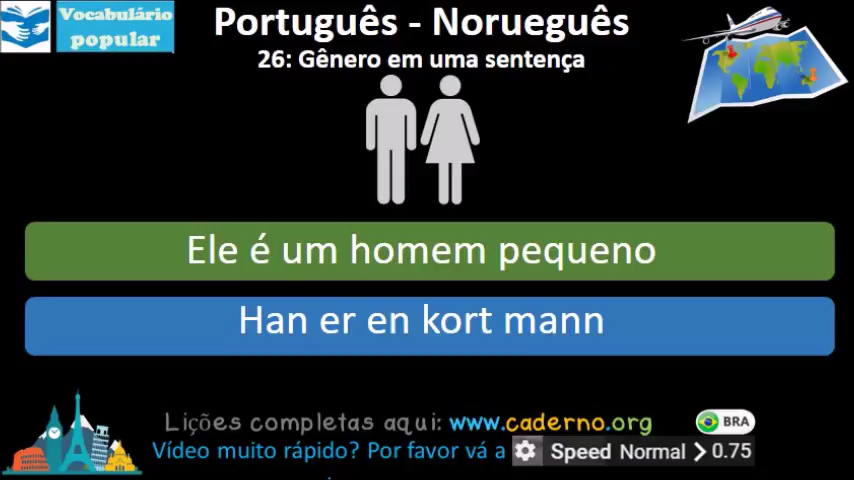 Vocabulário
popular
Português - Norueguês
26: Gênero em uma sentença
Ele é um homem pequeno
Han er en kort mann
Lições completas aqui: www.caderno.org
BRA
Vídeo muito rápido? Por favor vá a Speed Normal > 0.75